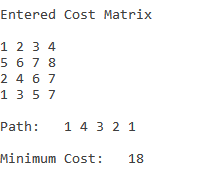 Entered Cost Matrix
1 2 3 4
5 6 7 8
2 4 6 7
1 3 5 7
Path: 1 4 3 2 1
Minimum Cost: 18